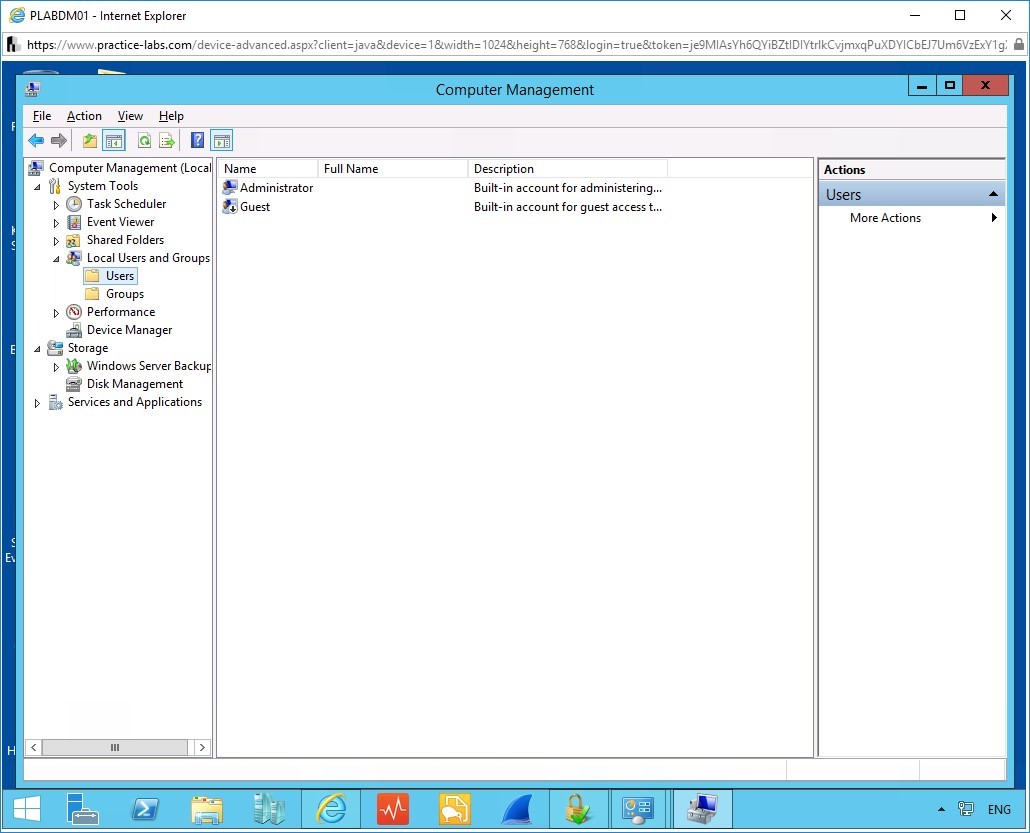 PLABDM01 - Internet Explorer
https://www.practice-labs.com/device-advanced.aspx?client=java&device=1&width=1024&height=768&login=true&token=
Computer Management
File Action View Help
Computer Management (Local
System Tools
Task Scheduler
Event Viewer
Shared Folders
Local Users and Groups
Users
Groups
Performance
Device Manager
Storage
Windows Server Backup
Disk Management
Services and Applications
Name Full Name Description
Administrator Built-in account for administering...
Guest Built-in account for guest access t...
Actions
Users
More Actions
ENG